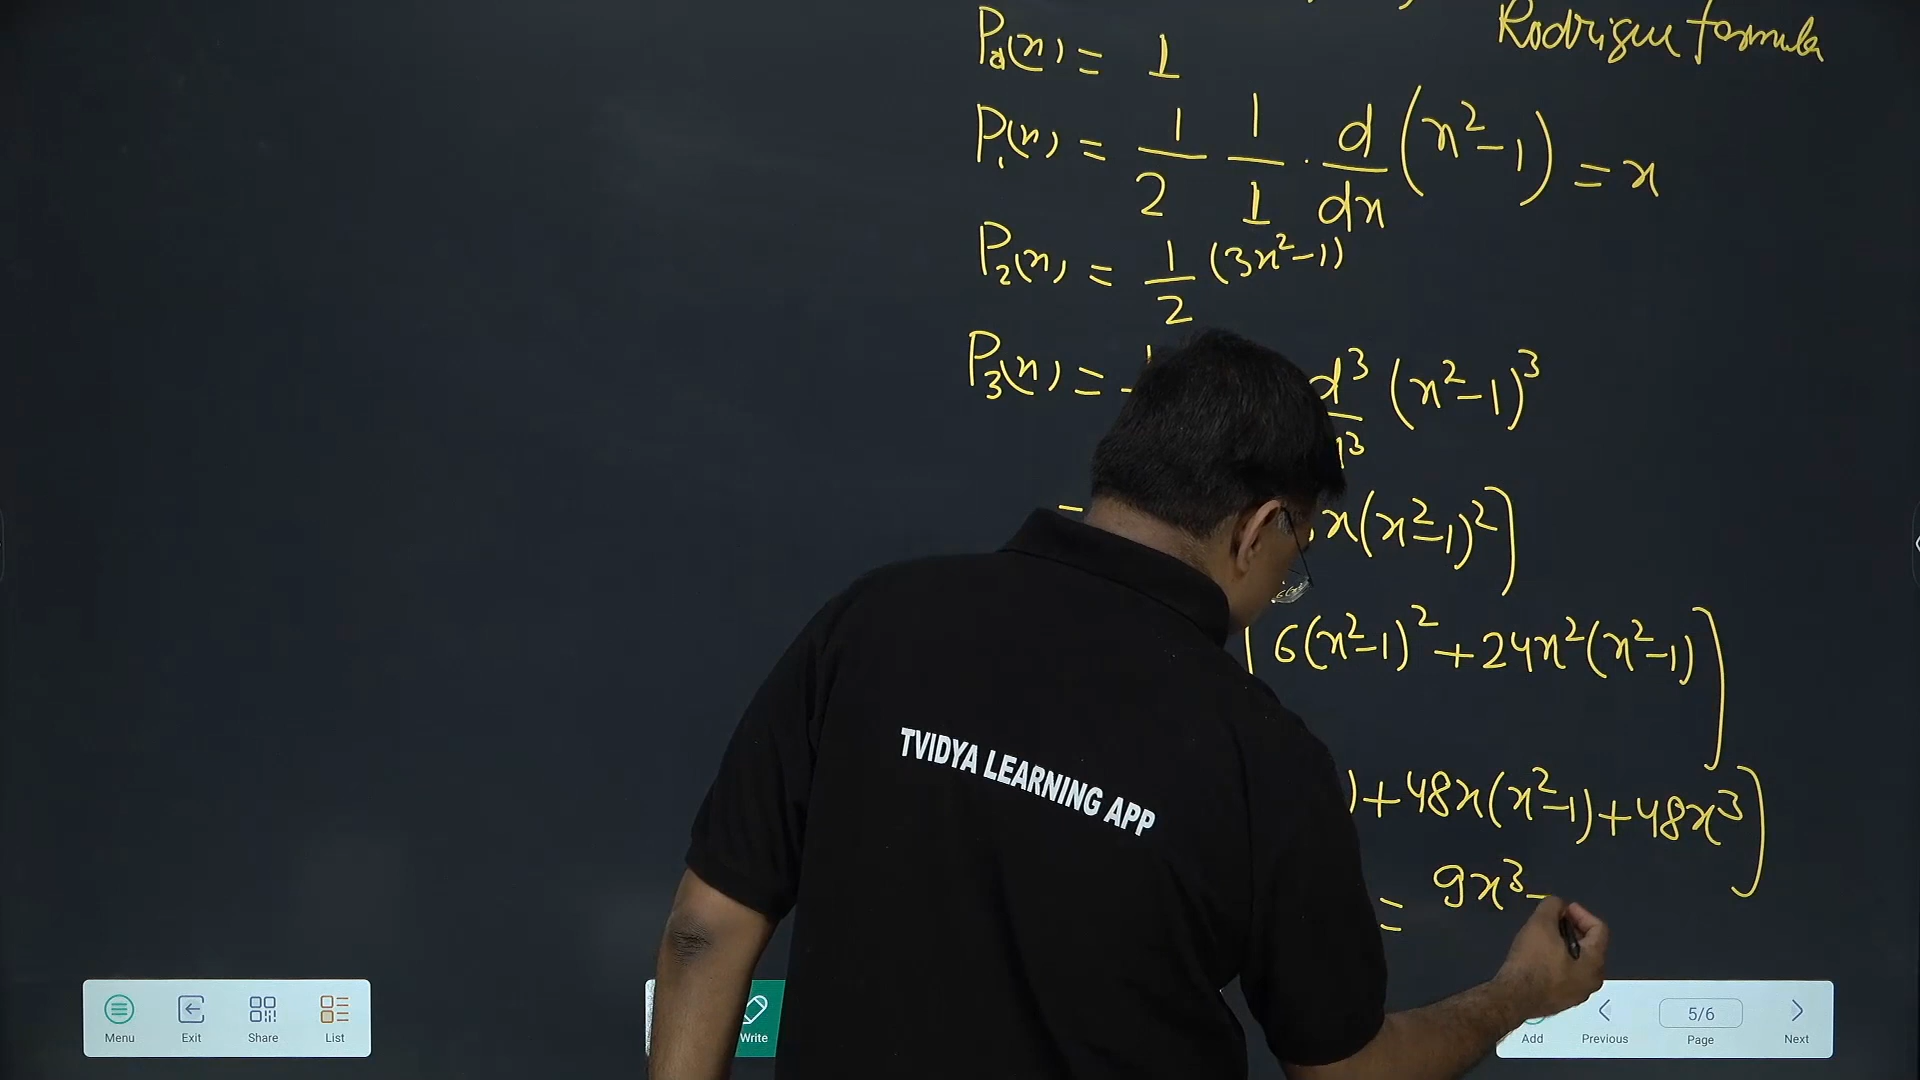 Rodrigue formula
P₀(x) = 1
P₁(x) = 1/2 1/1 · d/dx (x²-1) = x
P₂(x) = 1/2 (3x²-1)
P₃(x) = d³ (x²-1)³
x(x²-1)²]
[6(x²-1)² + 24x²(x²-1)]
) + 48x(x²-1) + 48x³]
= 9x³ -
TVIDYA LEARNING APP
Menu
Exit
Share
List
Write
Add
Previous
5/6
Page
Next